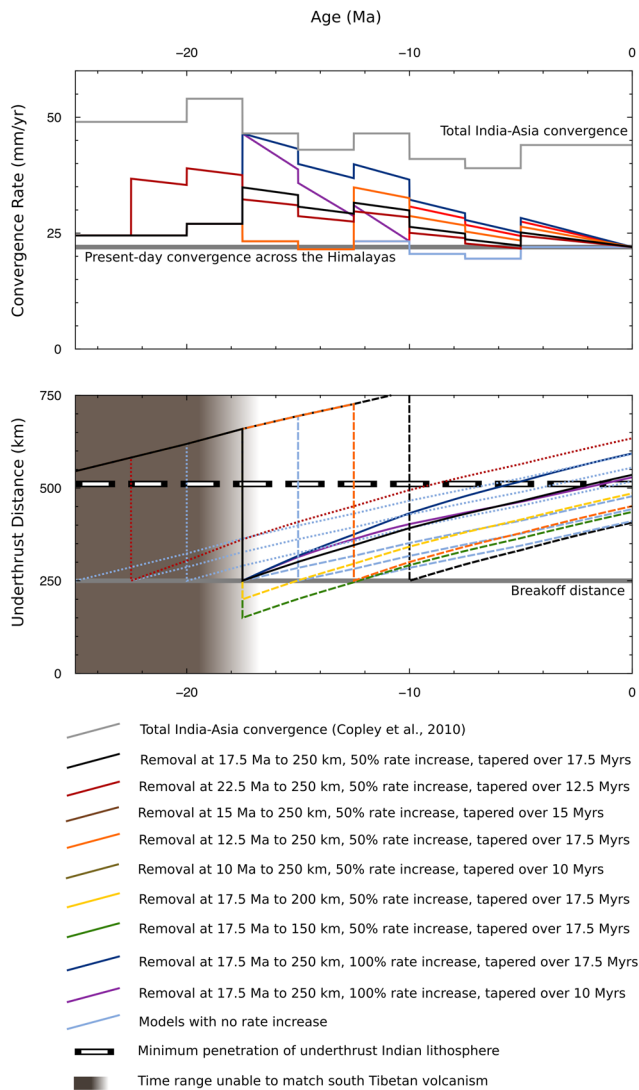 Age (Ma)
−20 −10 0
50
25
0
Convergence Rate (mm/yr)
Total India-Asia convergence
Present-day convergence across the Himalayas
750
500
250
0
Underthrust Distance (km)
Breakoff distance
−20 −10 0
Total India-Asia convergence (Copley et al., 2010)
Removal at 17.5 Ma to 250 km, 50% rate increase, tapered over 17.5 Myrs
Removal at 22.5 Ma to 250 km, 50% rate increase, tapered over 12.5 Myrs
Removal at 15 Ma to 250 km, 50% rate increase, tapered over 15 Myrs
Removal at 12.5 Ma to 250 km, 50% rate increase, tapered over 17.5 Myrs
Removal at 10 Ma to 250 km, 50% rate increase, tapered over 10 Myrs
Removal at 17.5 Ma to 200 km, 50% rate increase, tapered over 17.5 Myrs
Removal at 17.5 Ma to 150 km, 50% rate increase, tapered over 17.5 Myrs
Removal at 17.5 Ma to 250 km, 100% rate increase, tapered over 17.5 Myrs
Removal at 17.5 Ma to 250 km, 100% rate increase, tapered over 10 Myrs
Models with no rate increase
Minimum penetration of underthrust Indian lithosphere
Time range unable to match south Tibetan volcanism